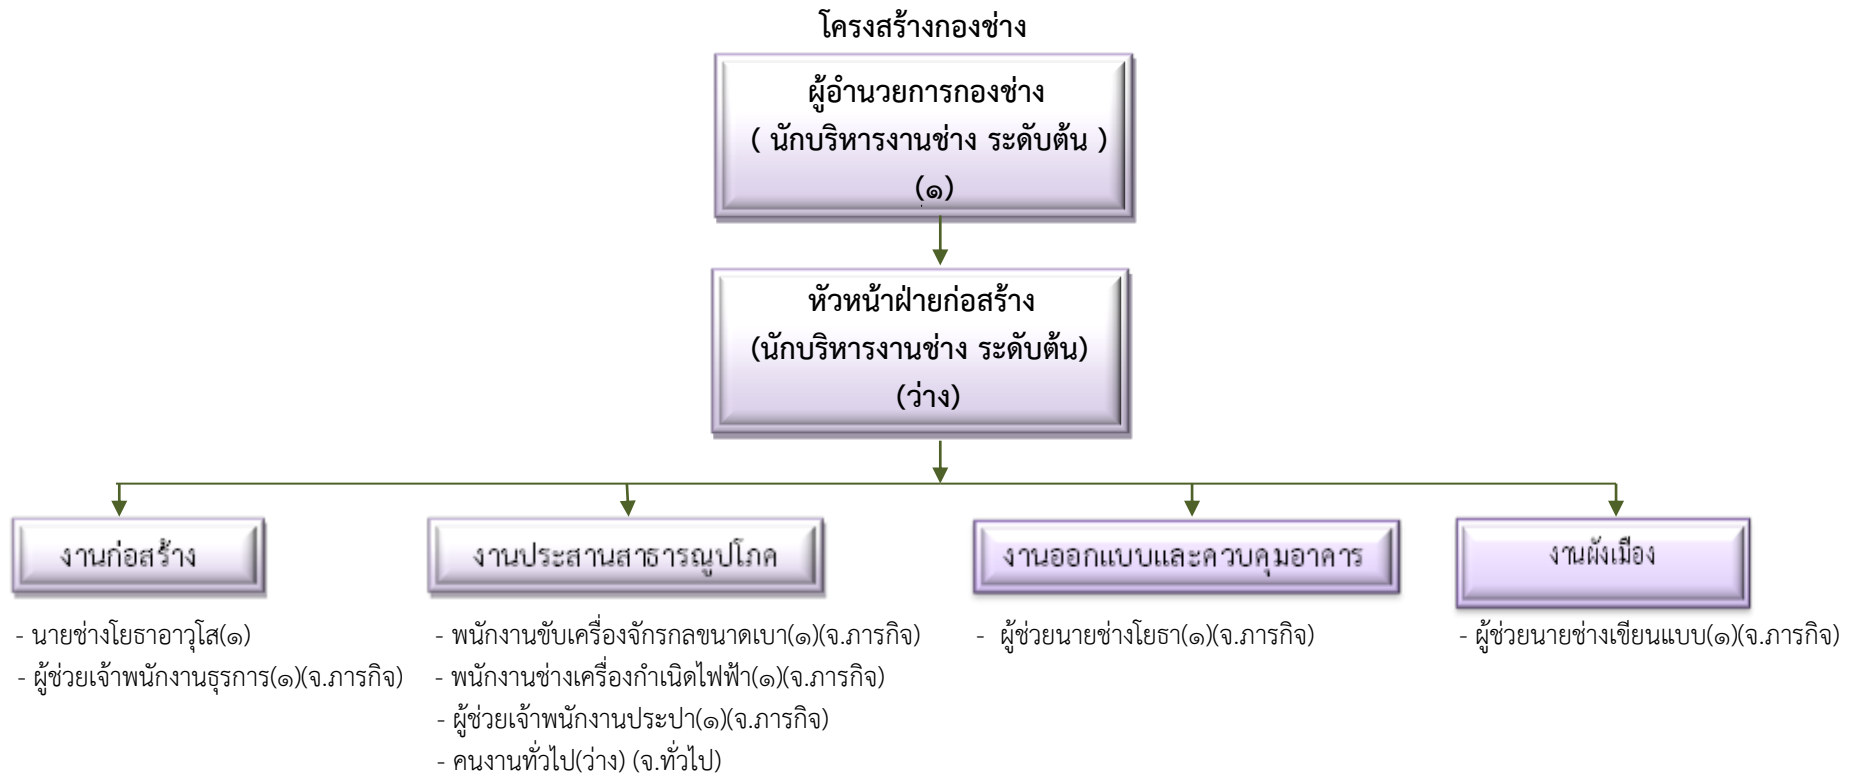 โครงสร้างกองช่าง
ผู้อำนวยการกองช่าง
( นักบริหารงานช่าง ระดับต้น )
(๑)
หัวหน้าฝ่ายก่อสร้าง
(นักบริหารงานช่าง ระดับต้น)
(ว่าง)
งานก่อสร้าง
- นายช่างโยธาอาวุโส(๑)
- ผู้ช่วยเจ้าพนักงานธุรการ(๑)(จ.ภารกิจ)
งานประสานสาธารณูปโภค
- พนักงานขับเครื่องจักรกลขนาดเบา(๑)(จ.ภารกิจ)
- พนักงานช่างเครื่องกำเนิดไฟฟ้า(๑)(จ.ภารกิจ)
- ผู้ช่วยเจ้าพนักงานประปา(๑)(จ.ภารกิจ)
- คนงานทั่วไป(ว่าง) (จ.ทั่วไป)
งานออกแบบและควบคุมอาคาร
- ผู้ช่วยนายช่างโยธา(๑)(จ.ภารกิจ)
งานผังเมือง
- ผู้ช่วยนายช่างเขียนแบบ(๑)(จ.ภารกิจ)